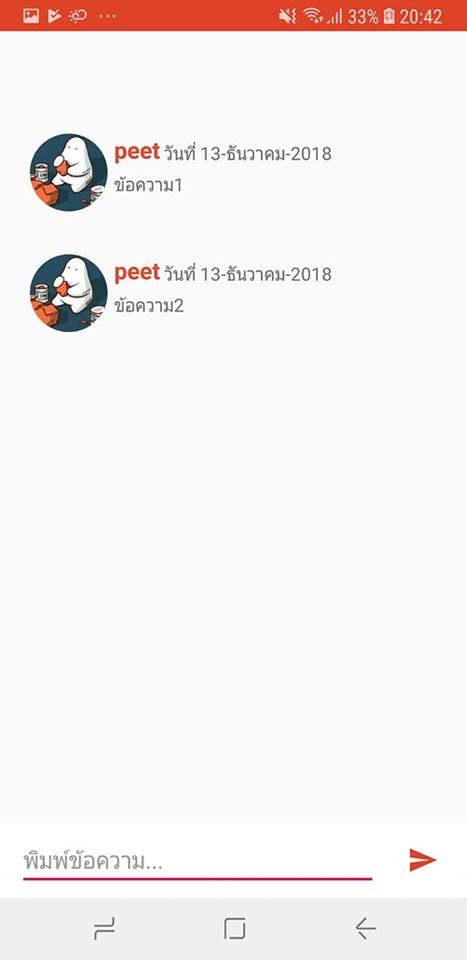 33% 20:42
peet วันที่ 13-ธันวาคม-2018
ข้อความ1
peet วันที่ 13-ธันวาคม-2018
ข้อความ2
พิมพ์ข้อความ...